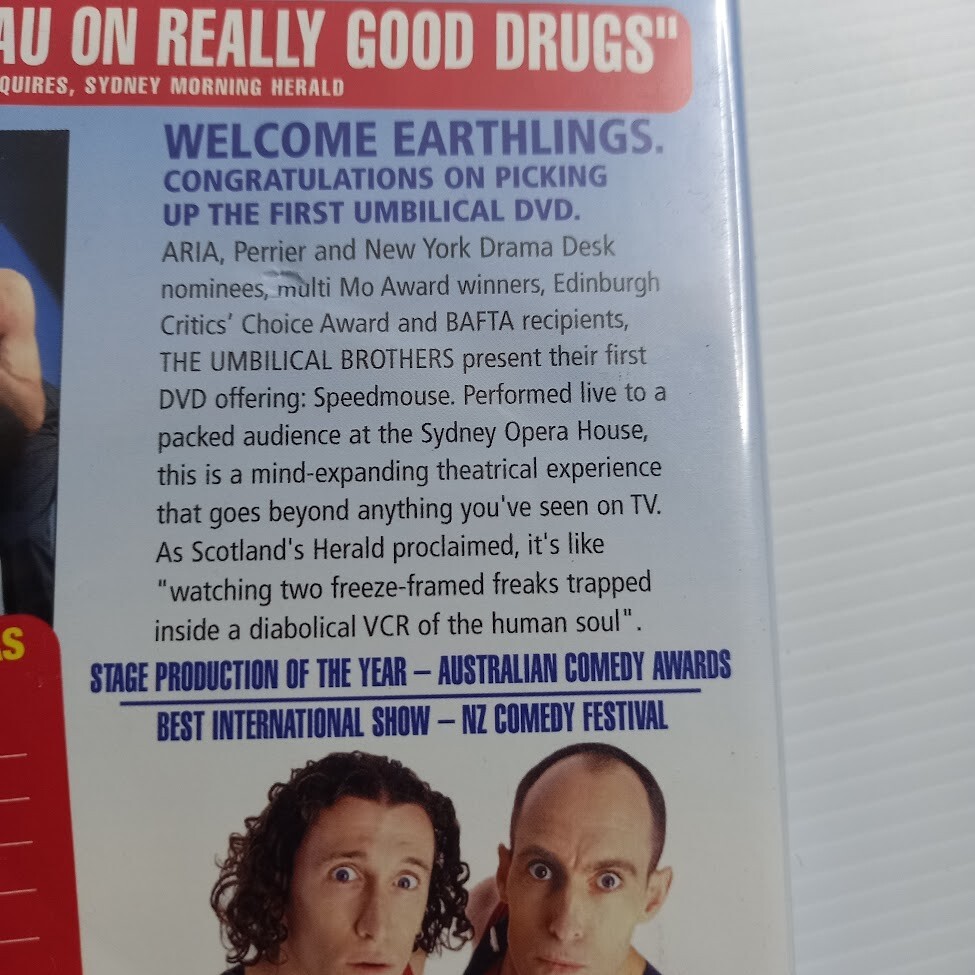 AU ON REALLY GOOD DRUGS"
QUIRES, SYDNEY MORNING HERALD
WELCOME EARTHLINGS.
CONGRATULATIONS ON PICKING
UP THE FIRST UMBILICAL DVD.
ARIA, Perrier and New York Drama Desk
nominees, multi Mo Award winners, Edinburgh
Critics' Choice Award and BAFTA recipients,
THE UMBILICAL BROTHERS present their first
DVD offering: Speedmouse. Performed live to a
packed audience at the Sydney Opera House,
this is a mind-expanding theatrical experience
that goes beyond anything you've seen on TV.
As Scotland's Herald proclaimed, it's like
"watching two freeze-framed freaks trapped
inside a diabolical VCR of the human soul".
STAGE PRODUCTION OF THE YEAR – AUSTRALIAN COMEDY AWARDS
BEST INTERNATIONAL SHOW – NZ COMEDY FESTIVAL